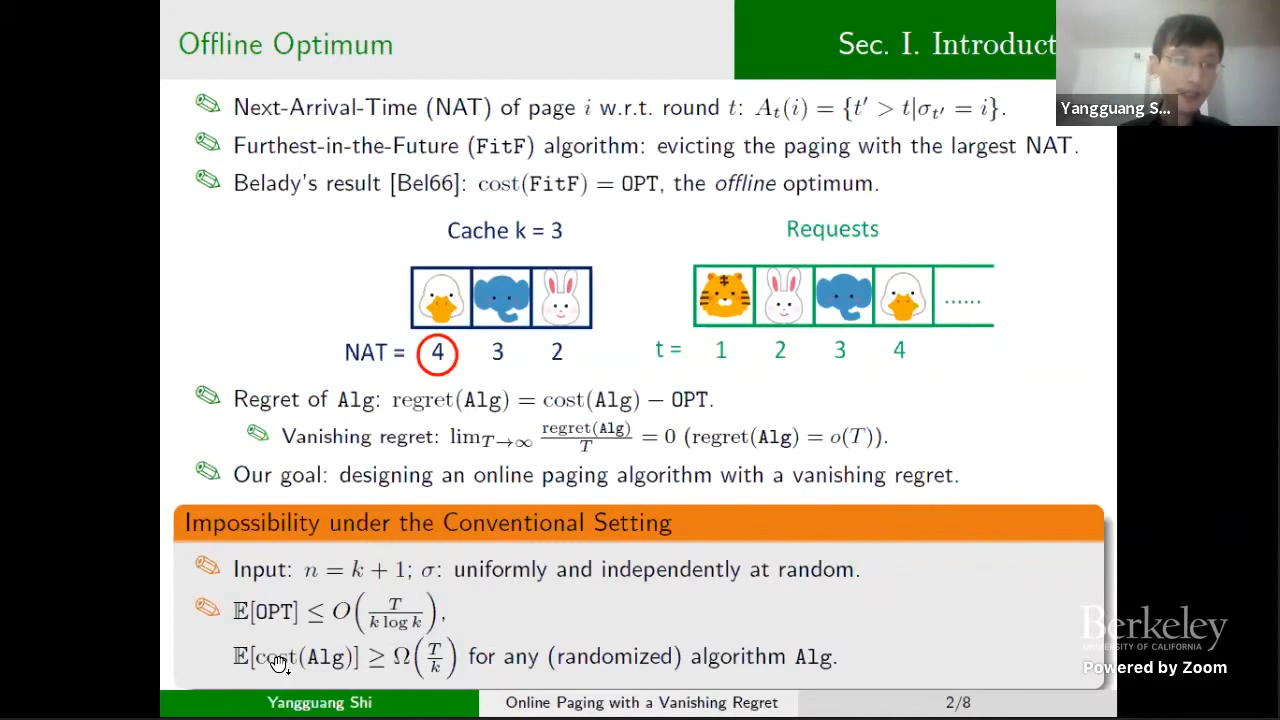 Offline Optimum
Sec. I. Introduct
Yangguang S...
Next-Arrival-Time (NAT) of page i w.r.t. round t: A_t(i) = {t′ > t|σ_{t′} = i}.
Furthest-in-the-Future (FitF) algorithm: evicting the paging with the largest NAT.
Belady's result [Bel66]: cost(FitF) = OPT, the offline optimum.
Cache k = 3
Requests
......
NAT = 4 3 2
t = 1 2 3 4
Regret of Alg: regret(Alg) = cost(Alg) − OPT.
Vanishing regret: lim_{T→∞} regret(Alg)/T = 0 (regret(Alg) = o(T)).
Our goal: designing an online paging algorithm with a vanishing regret.
Impossibility under the Conventional Setting
Input: n = k + 1; σ: uniformly and independently at random.
𝔼[OPT] ≤ O(T/(k log k)),
𝔼[cost(Alg)] ≥ Ω(T/k) for any (randomized) algorithm Alg.
Berkeley
UNIVERSITY OF CALIFORNIA
Powered by Zoom
Yangguang Shi
Online Paging with a Vanishing Regret
2/8